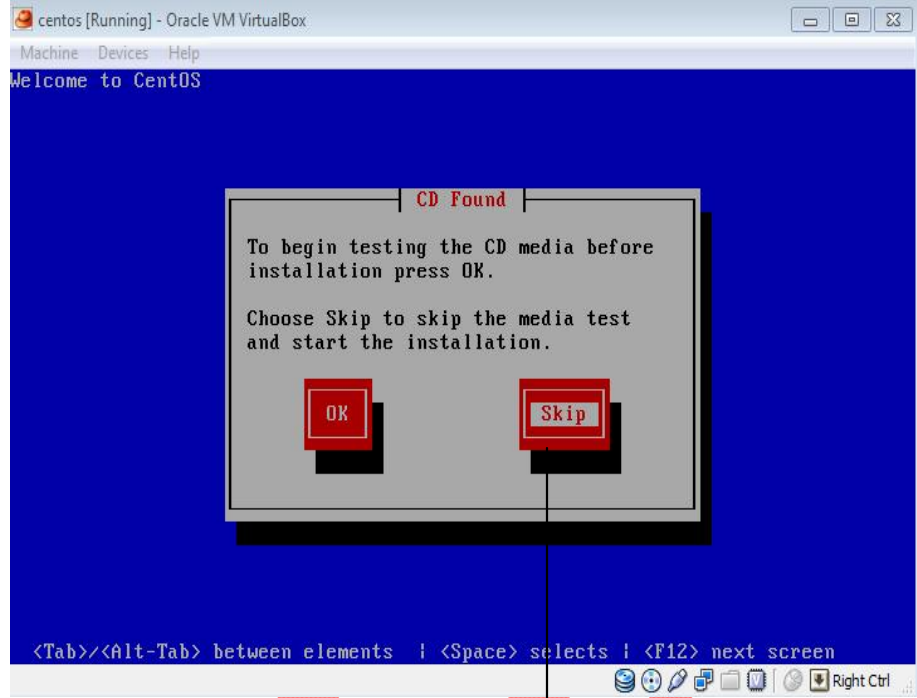 centos [Running] - Oracle VM VirtualBox
Machine Devices Help
Welcome to CentOS
CD Found
To begin testing the CD media before
installation press OK.
Choose Skip to skip the media test
and start the installation.
OK Skip
<Tab>/<Alt-Tab> between elements | <Space> selects | <F12> next screen
Right Ctrl